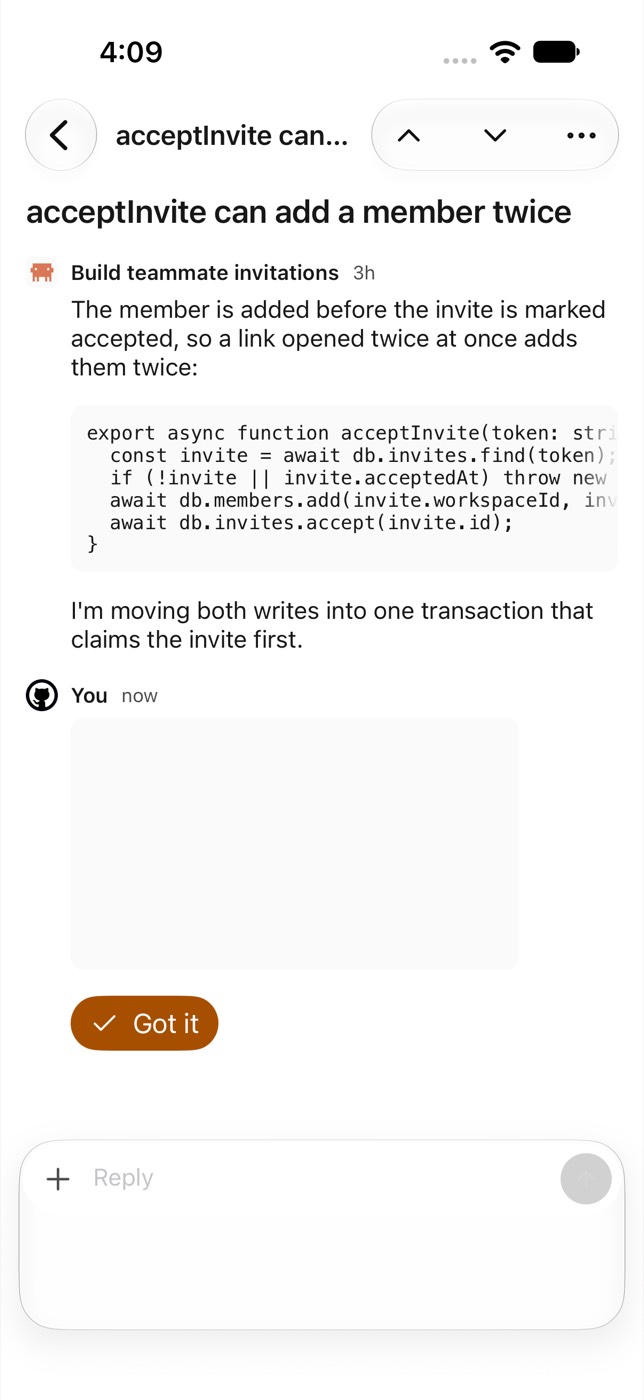 4:09
acceptInvite can...
acceptInvite can add a member twice
Build teammate invitations 3h
The member is added before the invite is marked
accepted, so a link opened twice at once adds
them twice:
export async function acceptInvite(token: stri
const invite = await db.invites.find(token);
if (!invite || invite.acceptedAt) throw new
await db.members.add(invite.workspaceId, inv
await db.invites.accept(invite.id);
}
I'm moving both writes into one transaction that
claims the invite first.
You now
Got it
Reply